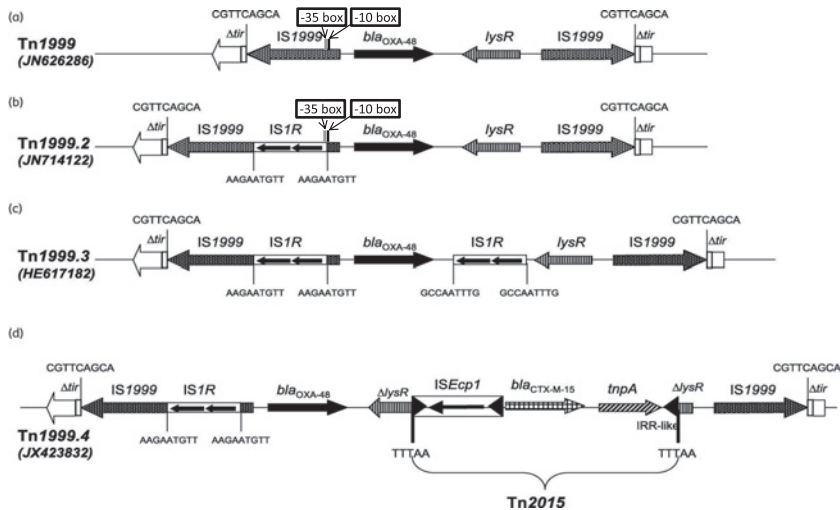 (a)
CGTTCAGCA
-35 box
-10 box
CGTTCAGCA
Tn1999
(JN626286)
Δtir
IS1999
blaOXA-48
lysR
IS1999
Δtir
(b)
CGTTCAGCA
-35 box
-10 box
CGTTCAGCA
Tn1999.2
(JN714122)
Δtir
IS1999
IS1R
blaOXA-48
lysR
IS1999
Δtir
AAGAATGTT
AAGAATGTT
(c)
CGTTCAGCA
CGTTCAGCA
Tn1999.3
(HE617182)
Δtir
IS1999
IS1R
blaOXA-48
IS1R
lysR
IS1999
Δtir
AAGAATGTT
AAGAATGTT
GCCAATTTG
GCCAATTTG
(d)
CGTTCAGCA
CGTTCAGCA
Δtir
IS1999
IS1R
blaOXA-48
ΔlysR
ISEcp1
blaCTX-M-15
tnpA
ΔlysR
IS1999
Δtir
IRR-like
Tn1999.4
(JX423832)
AAGAATGTT
AAGAATGTT
TTTAA
TTTAA
Tn2015